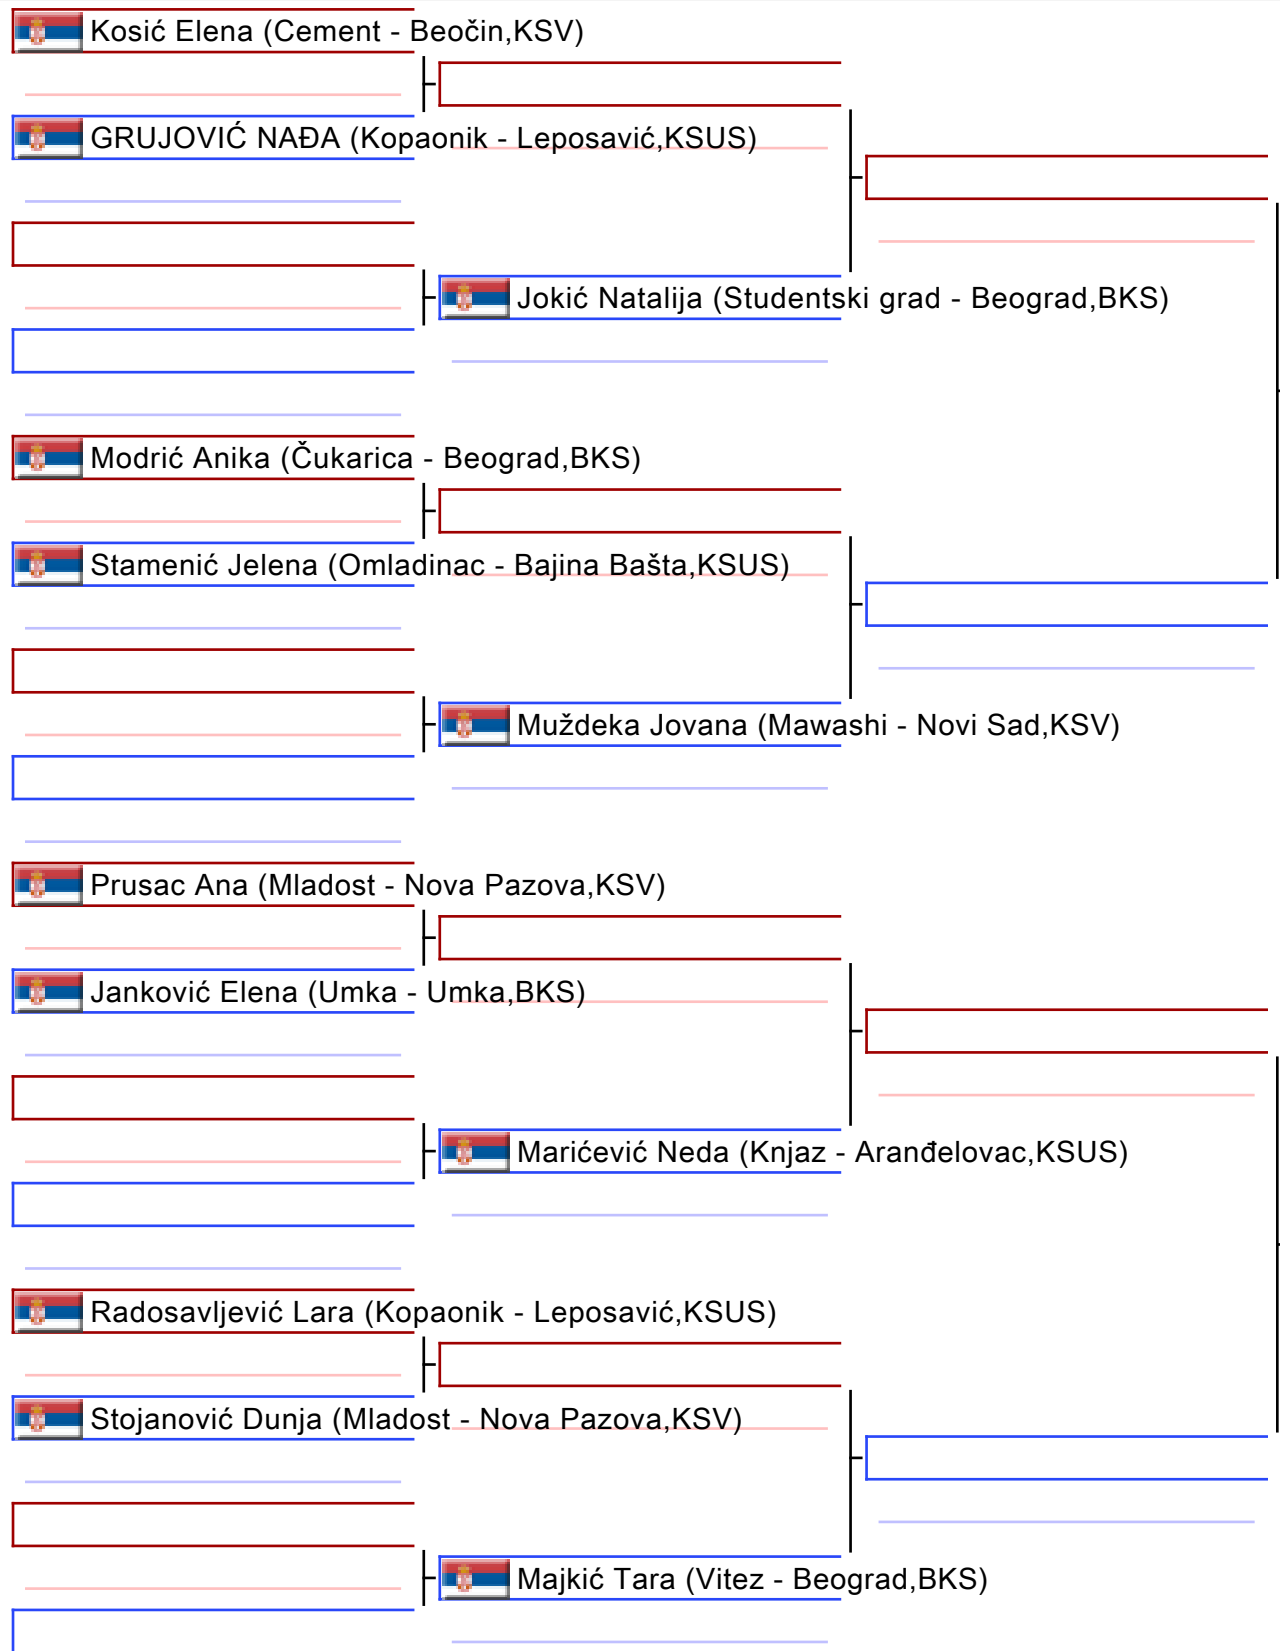 Kosić Elena (Cement - Beočin,KSV)
GRUJOVIĆ NAĐA (Kopaonik - Leposavić,KSUS)
Jokić Natalija (Studentski grad - Beograd,BKS)
Modrić Anika (Čukarica - Beograd,BKS)
Stamenić Jelena (Omladinac - Bajina Bašta,KSUS)
Muždeka Jovana (Mawashi - Novi Sad,KSV)
Prusac Ana (Mladost - Nova Pazova,KSV)
Janković Elena (Umka - Umka,BKS)
Marićević Neda (Knjaz - Aranđelovac,KSUS)
Radosavljević Lara (Kopaonik - Leposavić,KSUS)
Stojanović Dunja (Mladost - Nova Pazova,KSV)
Majkić Tara (Vitez - Beograd,BKS)